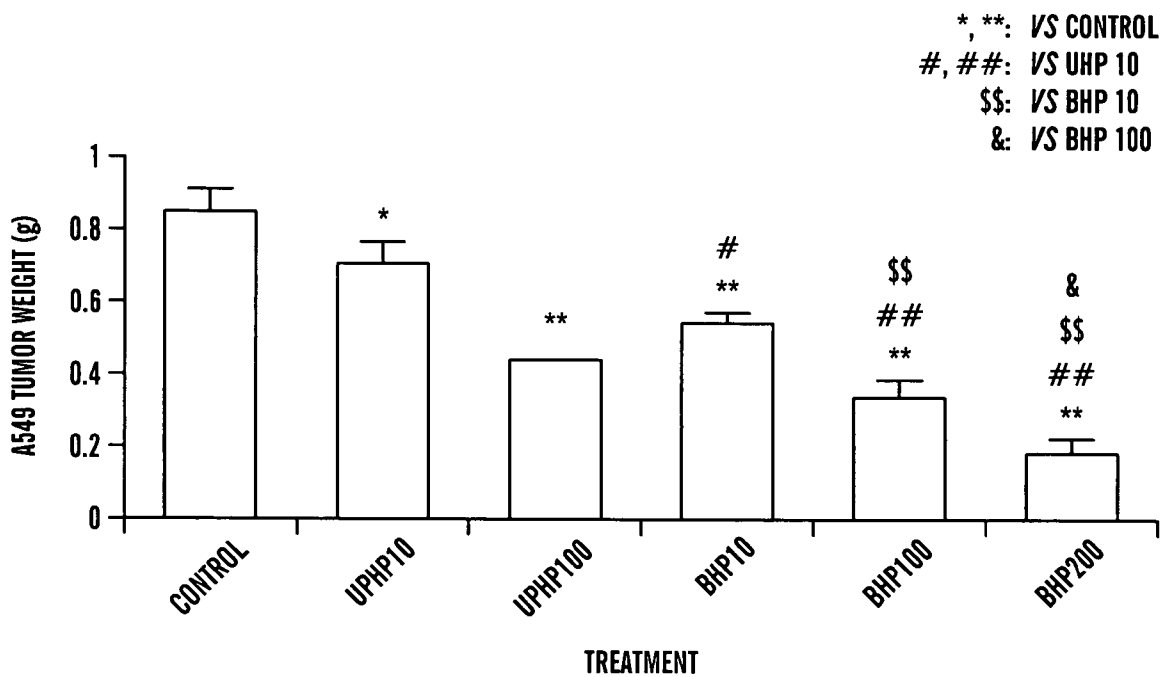 *, **: VS CONTROL
#, ##: VS UHP 10
$$: VS BHP 10
&: VS BHP 100
A549 TUMOR WEIGHT (g)
1
0.8
0.6
0.4
0.2
0
*
**
#
**
$$
##
**
&
$$
##
**
CONTROL
UPHP10
UPHP100
BHP10
BHP100
BHP200
TREATMENT